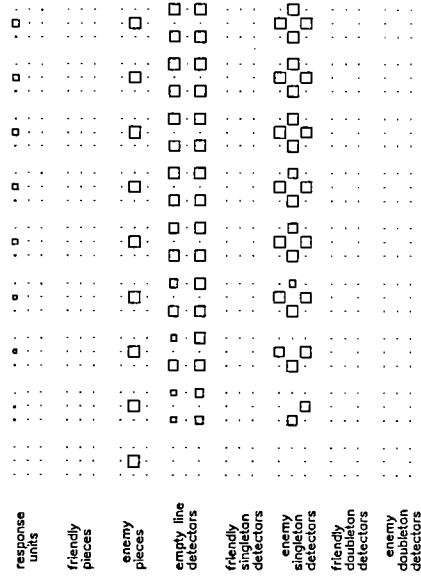 response
units
friendly
pieces
enemy
pieces
empty line
detectors
friendly
singleton
detectors
enemy
singleton
detectors
friendly
doubleton
detectors
enemy
doubleton
detectors